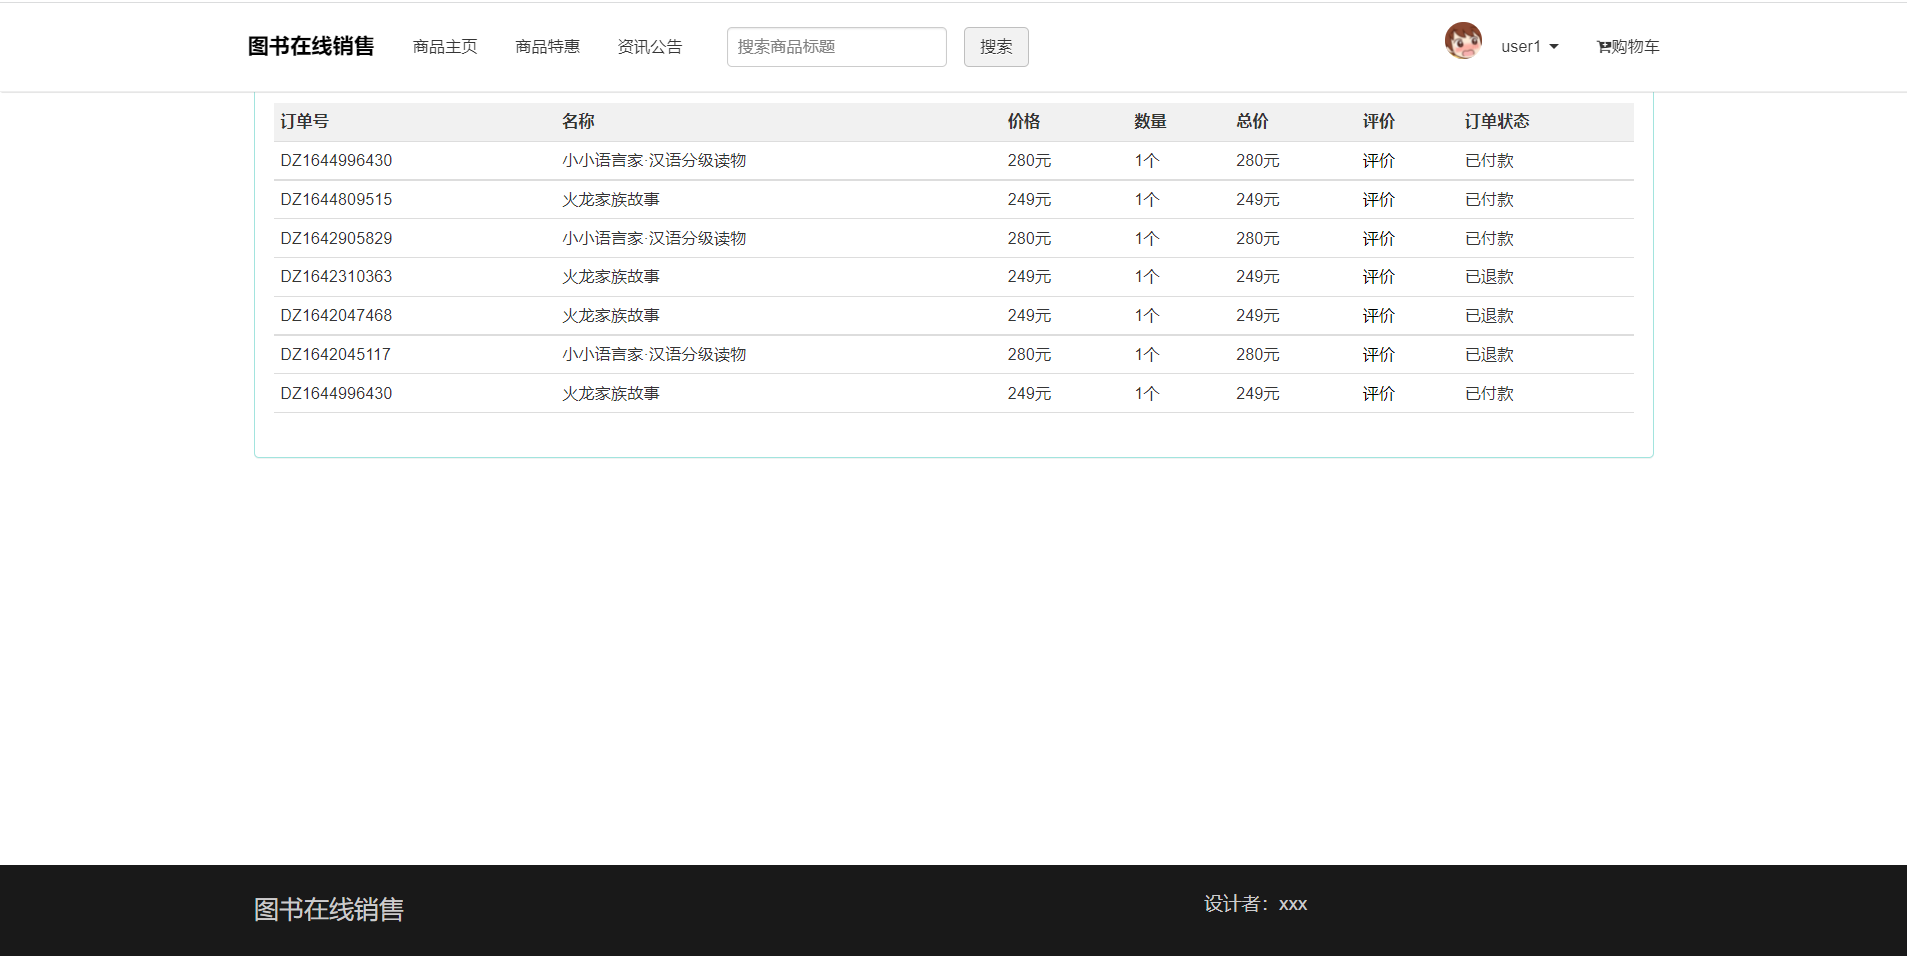 图书在线销售 商品主页 商品特惠 资讯公告 搜索商品标题 搜索 user1 购物车
订单号 名称 价格 数量 总价 评价 订单状态
DZ1644996430 小小语言家·汉语分级读物 280元 1个 280元 评价 已付款
DZ1644809515 火龙家族故事 249元 1个 249元 评价 已付款
DZ1642905829 小小语言家·汉语分级读物 280元 1个 280元 评价 已付款
DZ1642310363 火龙家族故事 249元 1个 249元 评价 已退款
DZ1642047468 火龙家族故事 249元 1个 249元 评价 已退款
DZ1642045117 小小语言家·汉语分级读物 280元 1个 280元 评价 已退款
DZ1644996430 火龙家族故事 249元 1个 249元 评价 已付款
图书在线销售 设计者：xxx